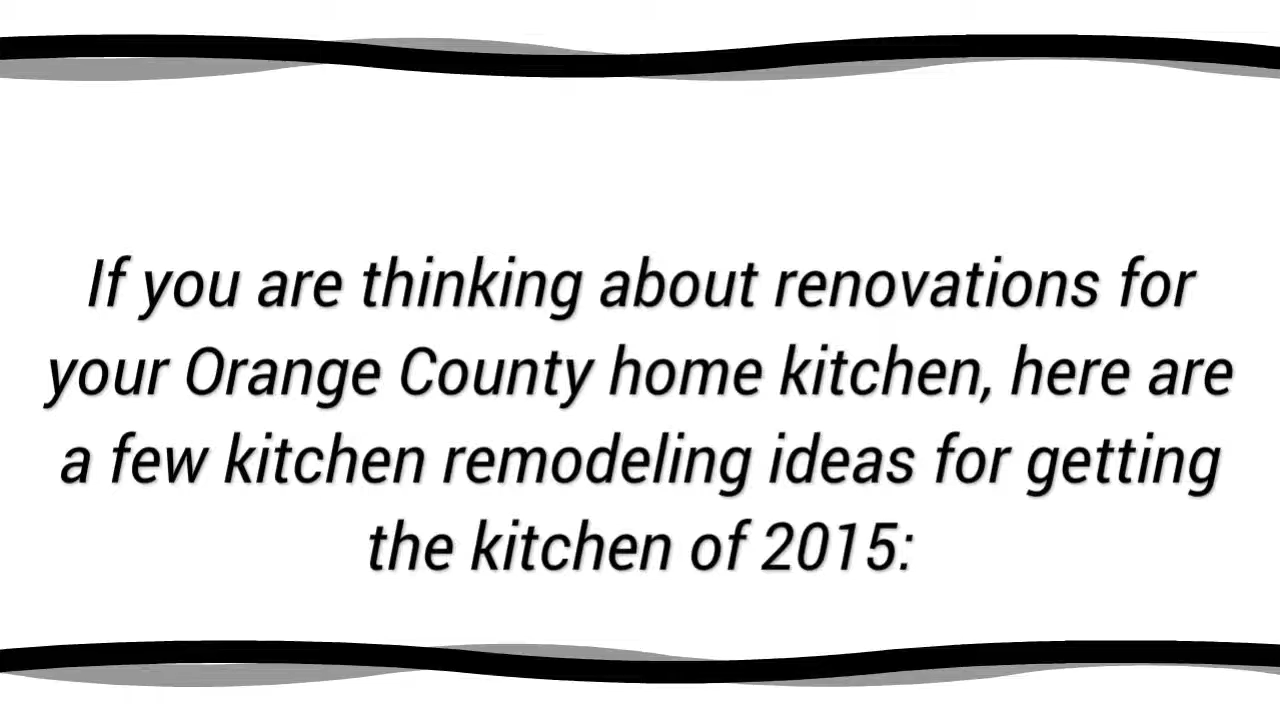 If you are thinking about renovations for
your Orange County home kitchen, here are
a few kitchen remodeling ideas for getting
the kitchen of 2015: